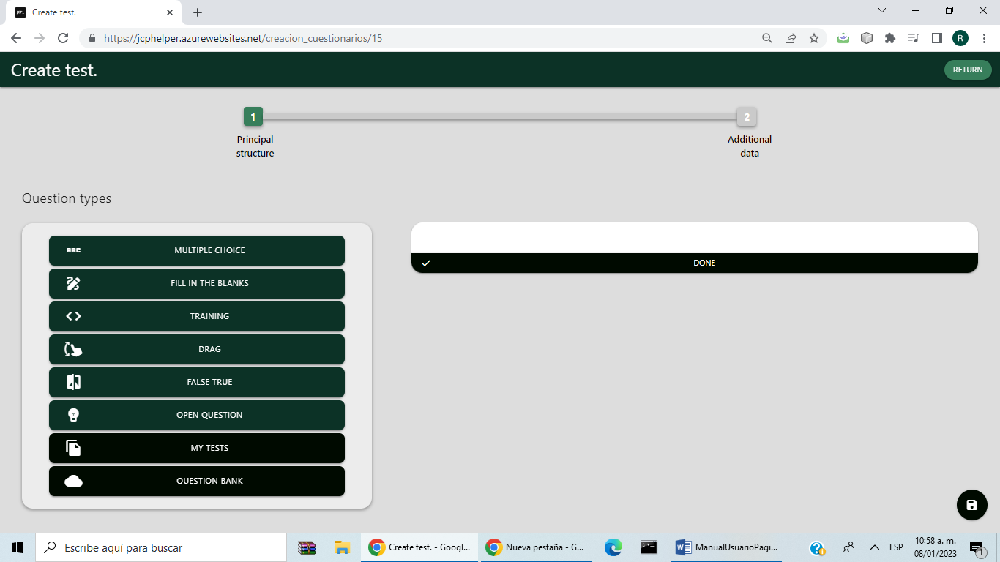 Create test.
https://jcphelper.azurewebsites.net/creacion_cuestionarios/15
R
Create test.
RETURN
1
2
Principal
structure
Additional
data
Question types
ABC
MULTIPLE CHOICE
FILL IN THE BLANKS
TRAINING
DRAG
FALSE TRUE
OPEN QUESTION
MY TESTS
QUESTION BANK
DONE
Escribe aquí para buscar
Create test. - Googl...
Nueva pestaña - G...
ManualUsuarioPagi...
ESP
10:58 a. m.
08/01/2023
1